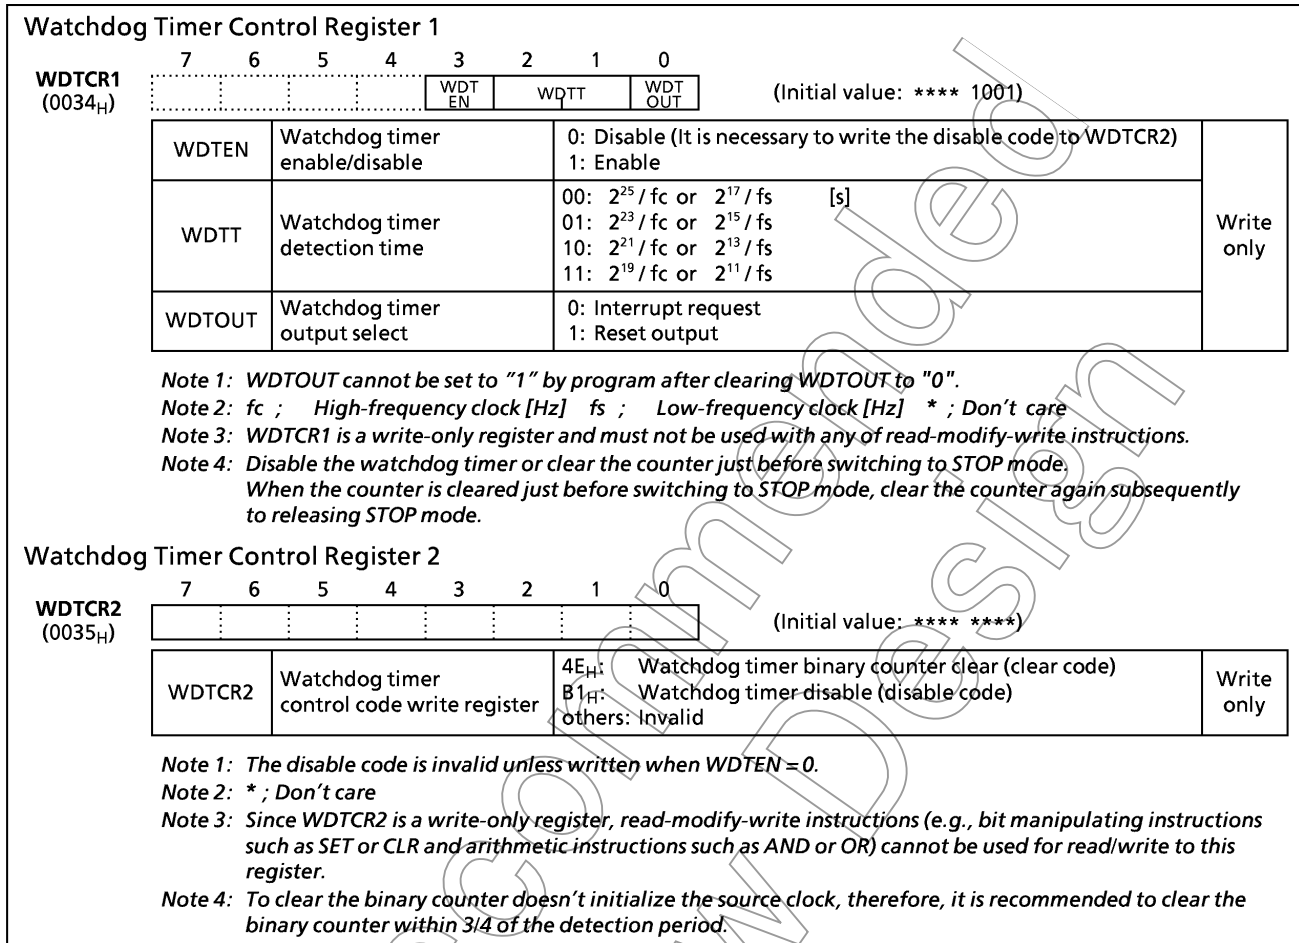 Watchdog Timer Control Register 1
7 6 5 4 3 2 1 0
WDTCR1
(0034H)
WDT EN WDTT WDT OUT
(Initial value: **** 1001)
WDTEN Watchdog timer enable/disable
0: Disable (It is necessary to write the disable code to WDTCR2)
1: Enable
WDTT Watchdog timer detection time
00: 2^25 / fc or 2^17 / fs [s]
01: 2^23 / fc or 2^15 / fs
10: 2^21 / fc or 2^13 / fs
11: 2^19 / fc or 2^11 / fs
Write only
WDTOUT Watchdog timer output select
0: Interrupt request
1: Reset output
Note 1: WDTOUT cannot be set to "1" by program after clearing WDTOUT to "0".
Note 2: fc ; High-frequency clock [Hz] fs ; Low-frequency clock [Hz] * ; Don't care
Note 3: WDTCR1 is a write-only register and must not be used with any of read-modify-write instructions.
Note 4: Disable the watchdog timer or clear the counter just before switching to STOP mode.
When the counter is cleared just before switching to STOP mode, clear the counter again subsequently
to releasing STOP mode.
Watchdog Timer Control Register 2
7 6 5 4 3 2 1 0
WDTCR2
(0035H)
(Initial value: **** ****)
WDTCR2 Watchdog timer control code write register
4EH: Watchdog timer binary counter clear (clear code)
B1H: Watchdog timer disable (disable code)
others: Invalid
Write only
Note 1: The disable code is invalid unless written when WDTEN = 0.
Note 2: * ; Don't care
Note 3: Since WDTCR2 is a write-only register, read-modify-write instructions (e.g., bit manipulating instructions
such as SET or CLR and arithmetic instructions such as AND or OR) cannot be used for read/write to this
register.
Note 4: To clear the binary counter doesn't initialize the source clock, therefore, it is recommended to clear the
binary counter within 3/4 of the detection period.
commended
w Design